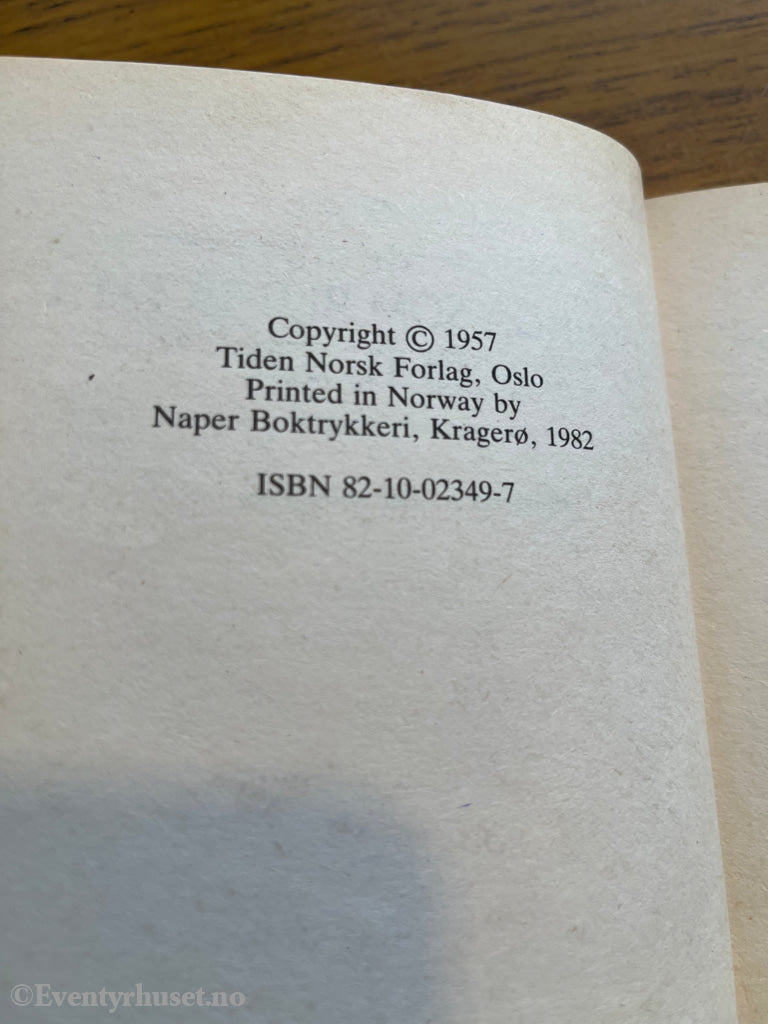 Copyright © 1957
Tiden Norsk Forlag, Oslo
Printed in Norway by
Naper Boktrykkeri, Kragerø, 1982
ISBN 82-10-02349-7
©Eventyrhuset.no